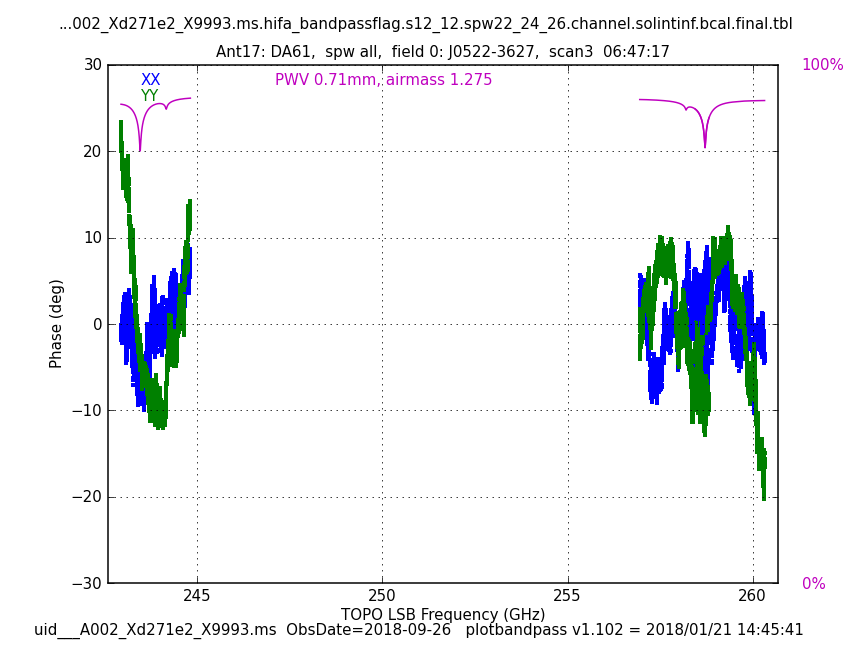 ...002_Xd271e2_X9993.ms.hifa_bandpassflag.s12_12.spw22_24_26.channel.solintinf.bcal.final.tbl
Ant17: DA61,  spw all,  field 0: J0522-3627,  scan3  06:47:17
30
100%
XX
PWV 0.71mm, airmass 1.275
YY
20
10
Phase (deg)
0
−10
−20
−30
0%
245
250
255
260
TOPO LSB Frequency (GHz)
uid___A002_Xd271e2_X9993.ms  ObsDate=2018-09-26   plotbandpass v1.102 = 2018/01/21 14:45:41